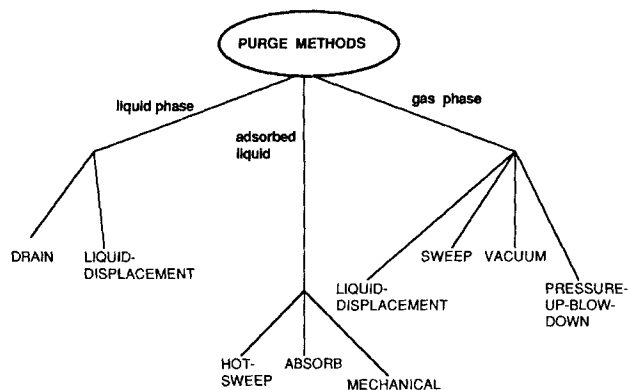 PURGE METHODS
liquid phase
gas phase
adsorbed
liquid
DRAIN
LIQUID-
DISPLACEMENT
LIQUID-
DISPLACEMENT
SWEEP
VACUUM
PRESSURE-
UP-BLOW-
DOWN
HOT-
SWEEP
ABSORB
MECHANICAL